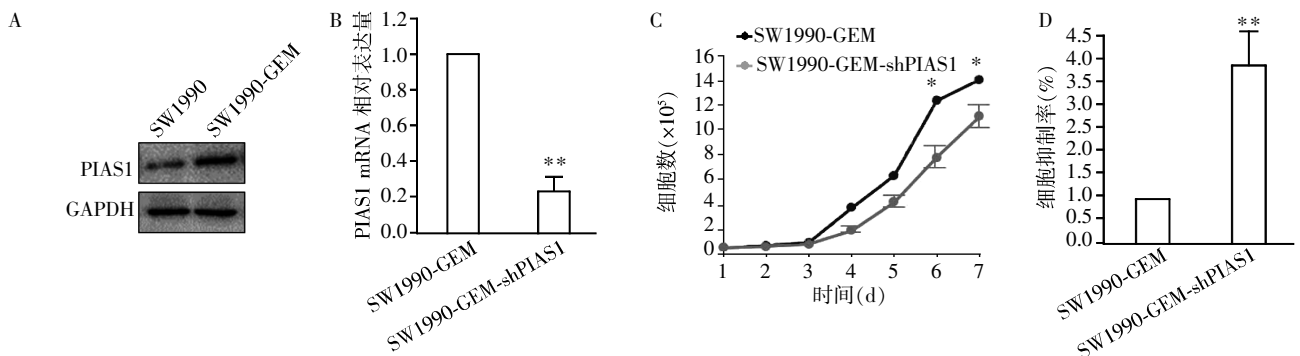 A
SW1990
SW1990-GEM
PIAS1
GAPDH
B
PIAS1 mRNA 相对表达量
1.2
1.0
0.8
0.4
0.2
0.0
SW1990-GEM
SW1990-GEM-shPIAS1
**
C
SW1990-GEM
SW1990-GEM-shPIAS1
细胞数(×10⁵)
16
14
12
10
8
6
4
2
0
*
*
1 2 3 4 5 6 7
时间(d)
D
细胞抑制率(%)
4.5
4.0
3.5
3.0
2.0
2.0
1.5
1.0
0.5
0.0
**
SW1990-GEM
SW1990-GEM-shPIAS1